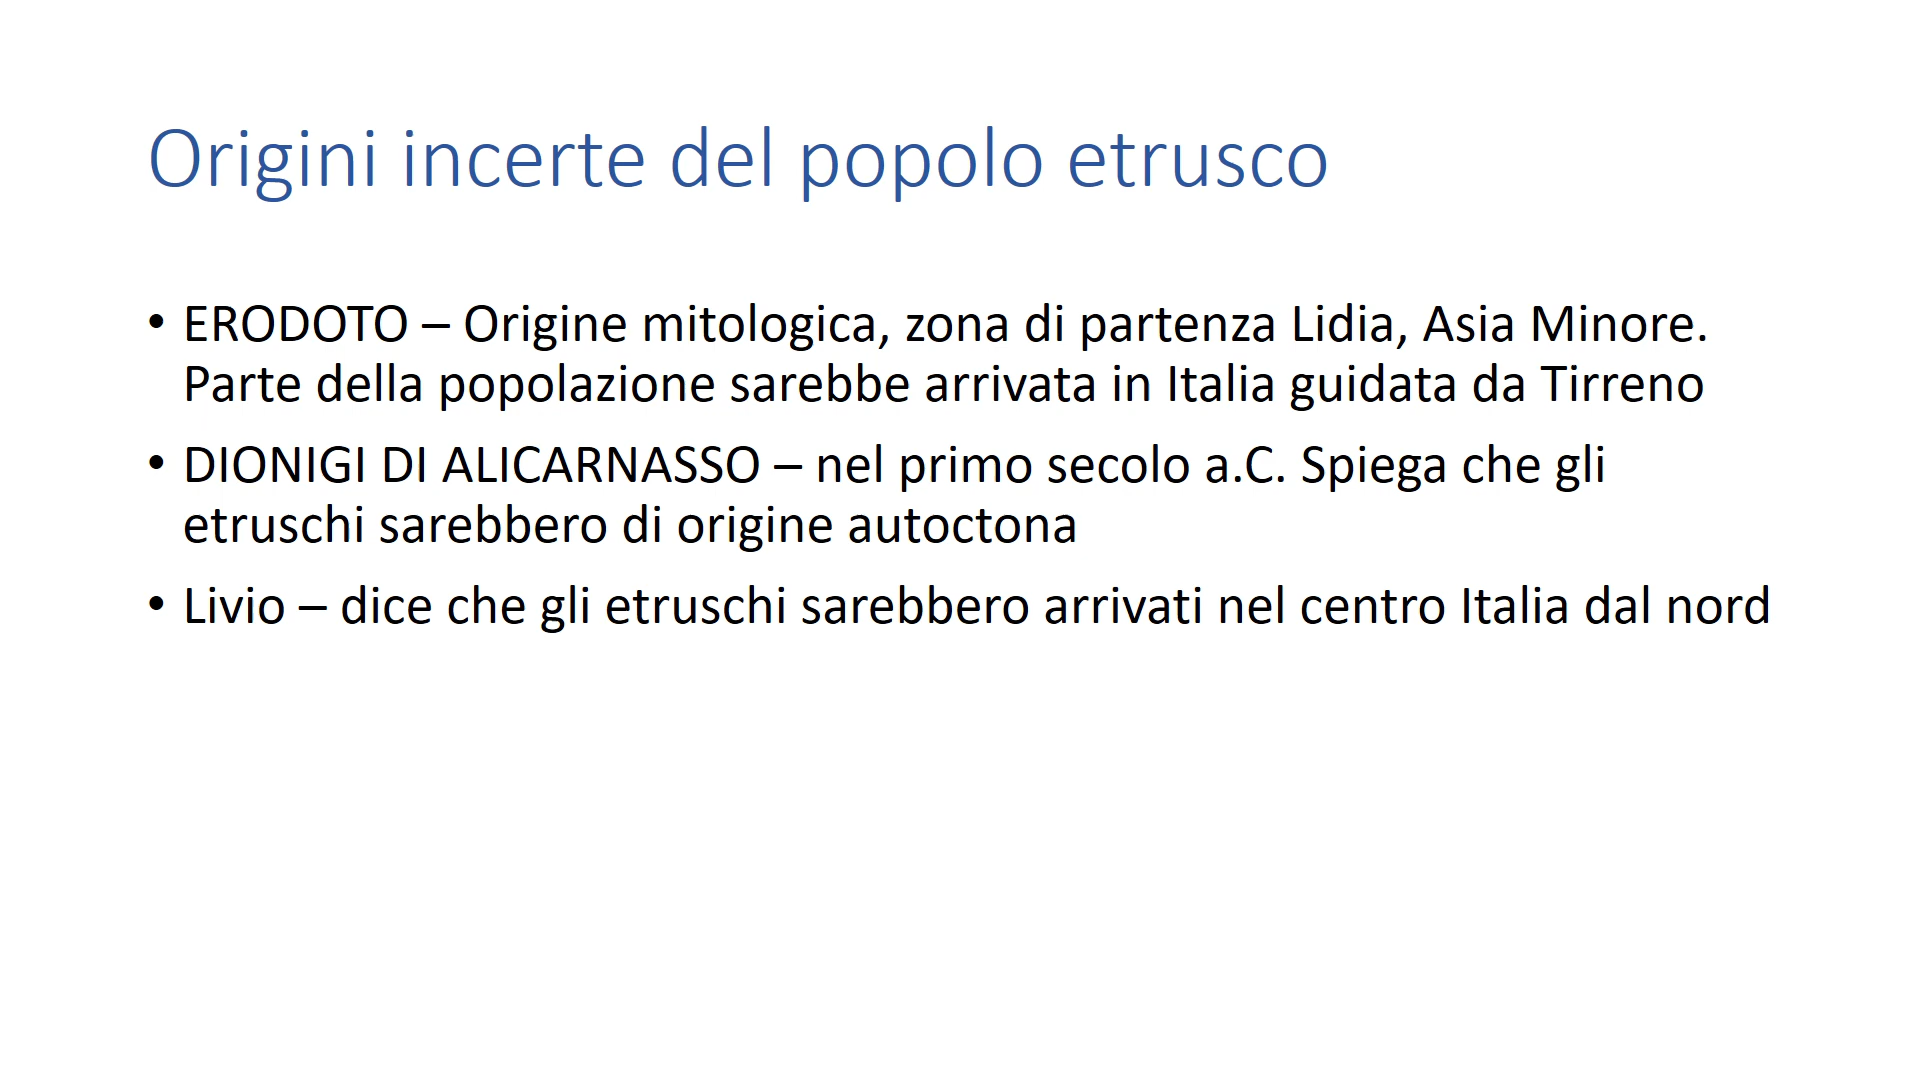 Origini incerte del popolo etrusco
• ERODOTO – Origine mitologica, zona di partenza Lidia, Asia Minore.
Parte della popolazione sarebbe arrivata in Italia guidata da Tirreno
• DIONIGI DI ALICARNASSO – nel primo secolo a.C. Spiega che gli
etruschi sarebbero di origine autoctona
• Livio – dice che gli etruschi sarebbero arrivati nel centro Italia dal nord